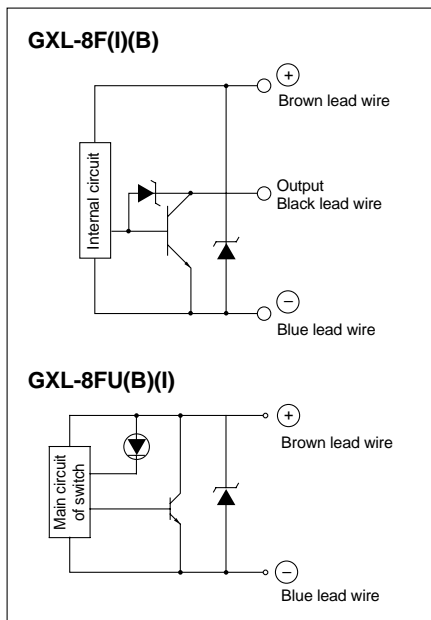 GXL-8F(I)(B)
+
Brown lead wire
Internal circuit
Output
Black lead wire
−
Blue lead wire
GXL-8FU(B)(I)
+
Brown lead wire
Main circuit
of switch
−
Blue lead wire